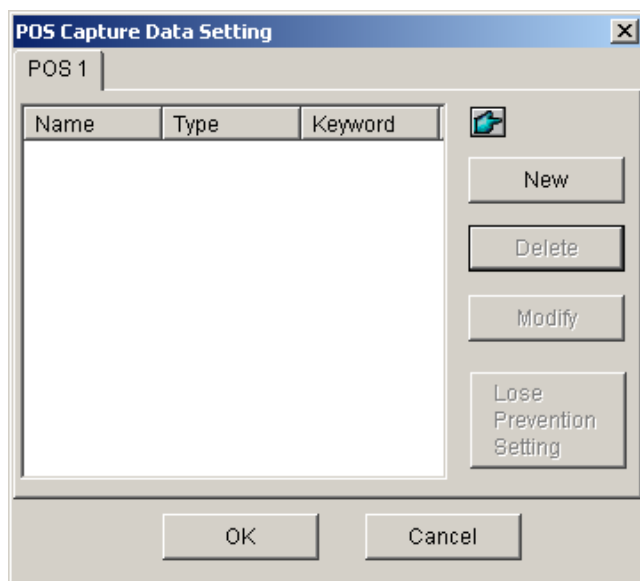 POS Capture Data Setting
POS 1
Name Type Keyword
New
Delete
Modify
Lose
Prevention
Setting
OK Cancel